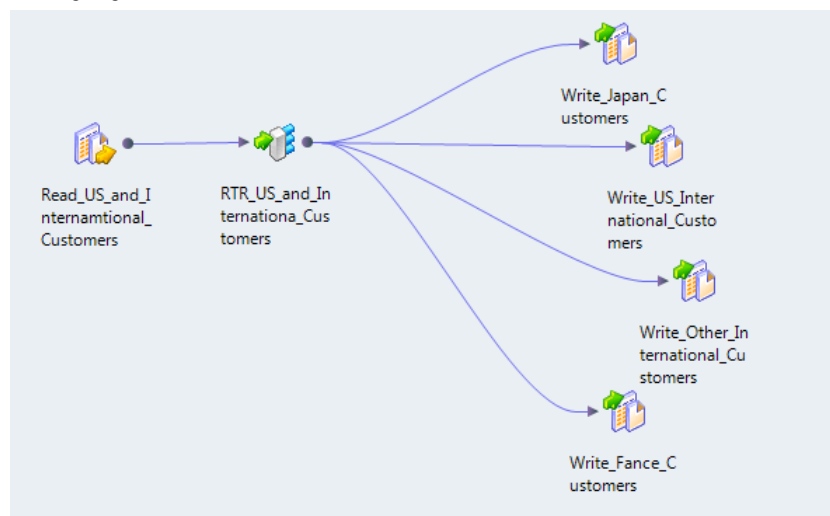 Write_Japan_C
ustomers
Read_US_and_I
nternamtional_
Customers
RTR_US_and_In
ternationa_Cus
tomers
Write_US_Inter
national_Custo
mers
Write_Other_In
ternational_Cu
stomers
Write_Fance_C
ustomers